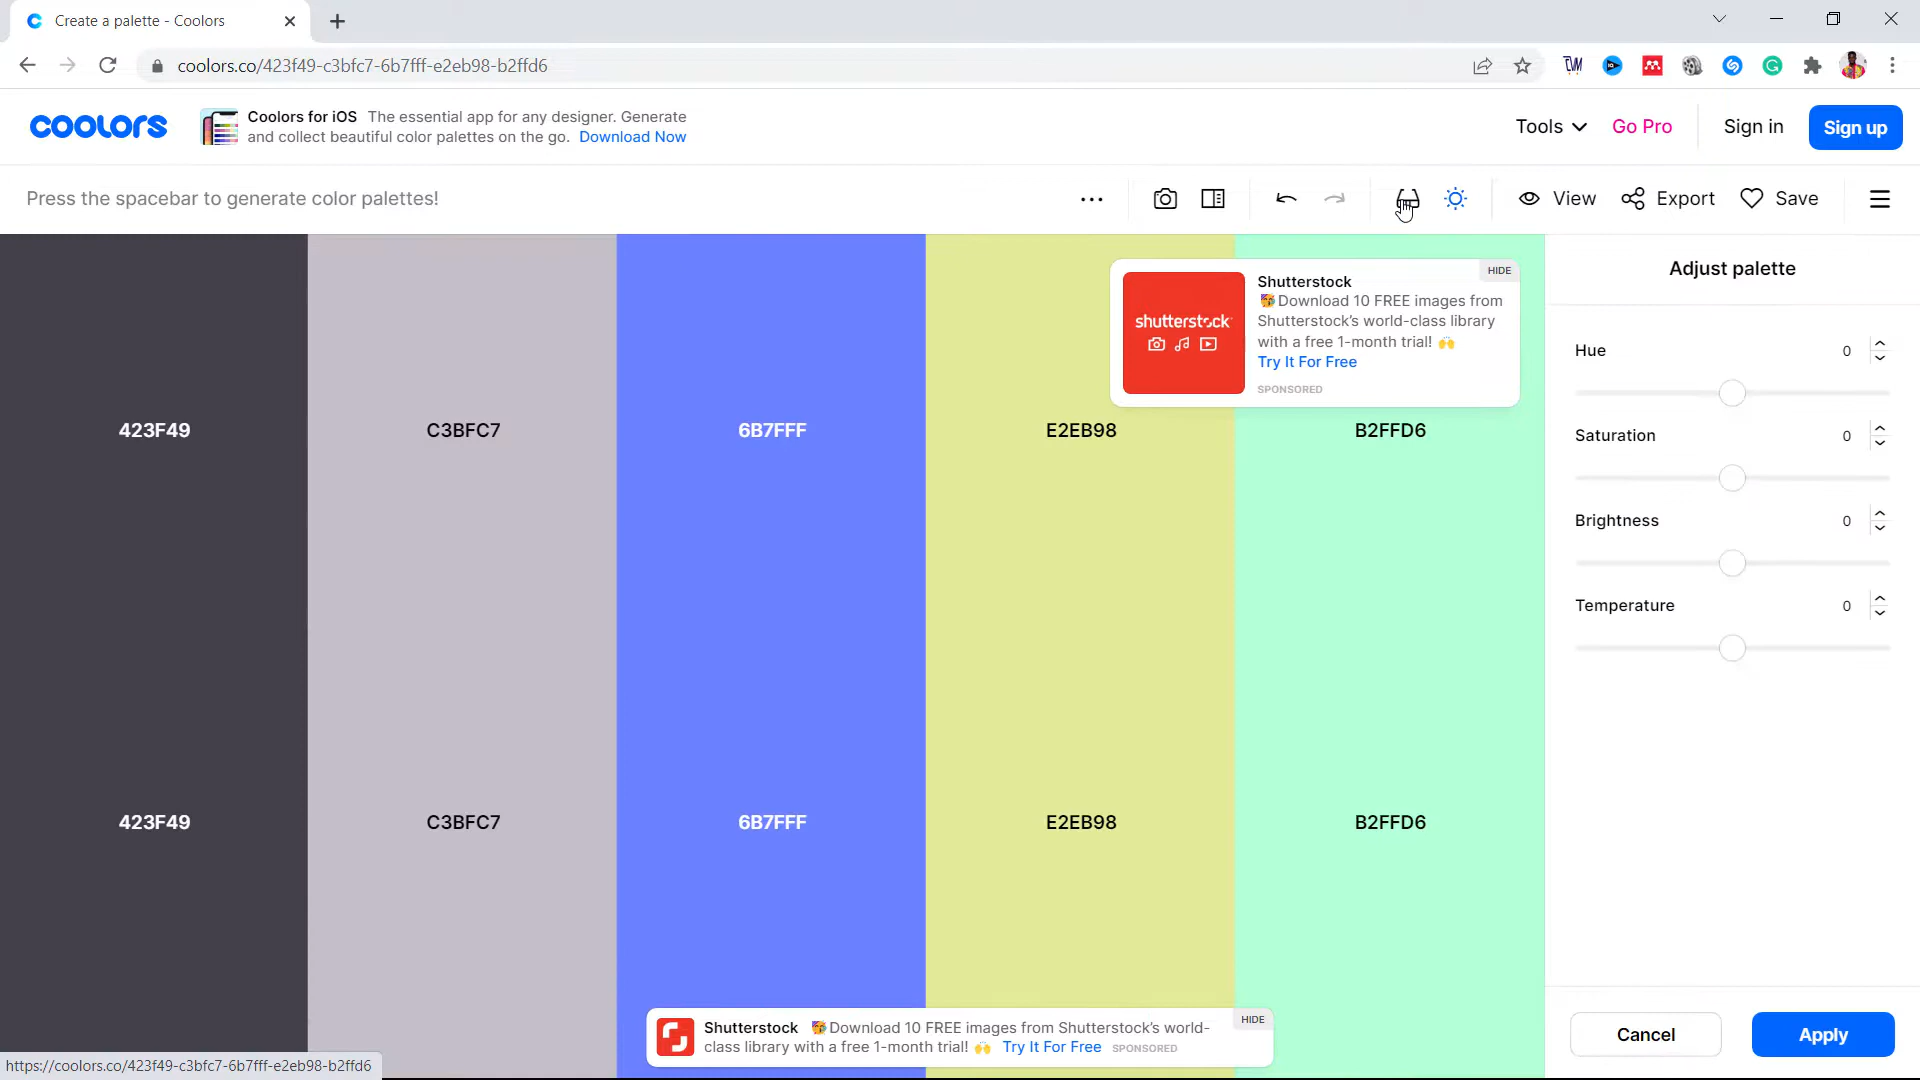 Create a palette - Coolors
coolors.co/423f49-c3bfc7-6b7fff-e2eb98-b2ffd6
coolors
Coolors for iOS The essential app for any designer. Generate
and collect beautiful color palettes on the go. Download Now
Tools
Go Pro
Sign in
Sign up
Press the spacebar to generate color palettes!
View
Export
Save
Adjust palette
HIDE
Shutterstock
Download 10 FREE images from
Shutterstock's world-class library
with a free 1-month trial!
Try It For Free
SPONSORED
shutterstock
Hue 0
Saturation 0
Brightness 0
Temperature 0
423F49 C3BFC7 6B7FFF E2EB98 B2FFD6
423F49 C3BFC7 6B7FFF E2EB98 B2FFD6
Shutterstock Download 10 FREE images from Shutterstock's world-
class library with a free 1-month trial! Try It For Free SPONSORED
HIDE
Cancel
Apply
https://coolors.co/423f49-c3bfc7-6b7fff-e2eb98-b2ffd6